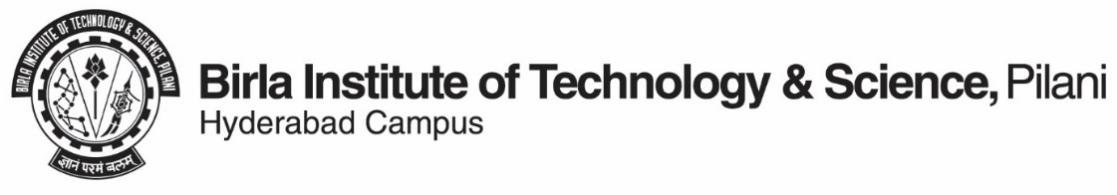 BIRLA INSTITUTE OF TECHNOLOGY & SCIENCE PILANI
ज्ञानं परमं बलम्
Birla Institute of Technology & Science, Pilani
Hyderabad Campus